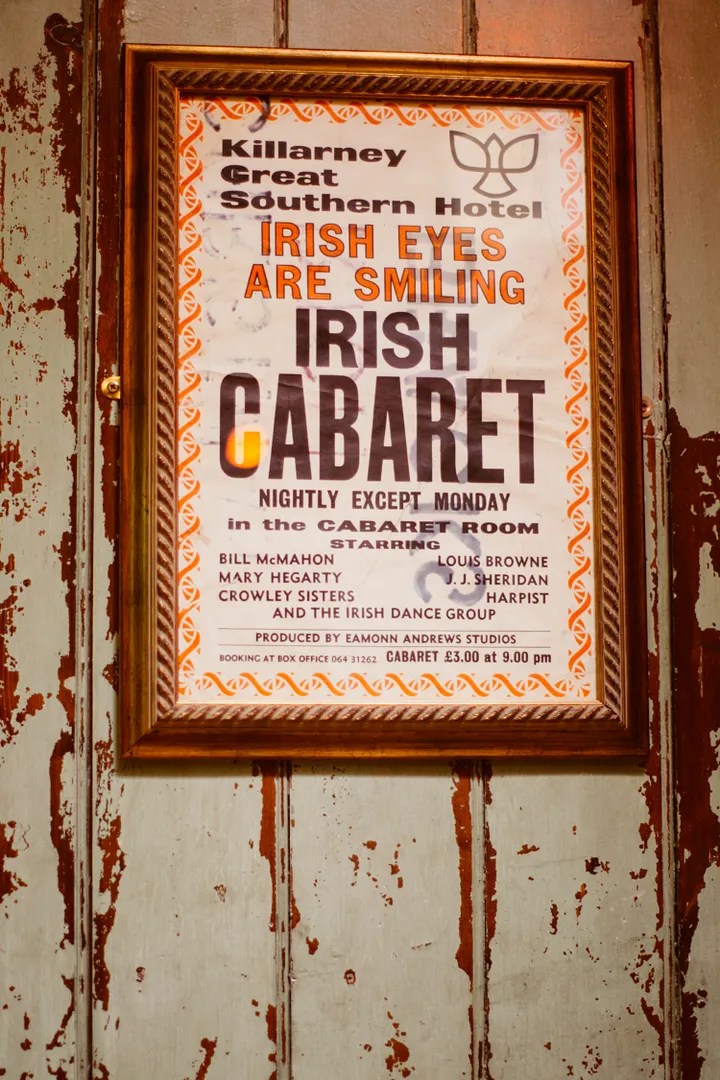 Killarney
Great
Southern Hotel
IRISH EYES
ARE SMILING
IRISH
CABARET
NIGHTLY EXCEPT MONDAY
in the CABARET ROOM
STARRING
BILL McMAHON LOUIS BROWNE
MARY HEGARTY J. J. SHERIDAN
CROWLEY SISTERS HARPIST
AND THE IRISH DANCE GROUP
PRODUCED BY EAMONN ANDREWS STUDIOS
BOOKING AT BOX OFFICE 064 31262 CABARET £3.00 at 9.00 pm